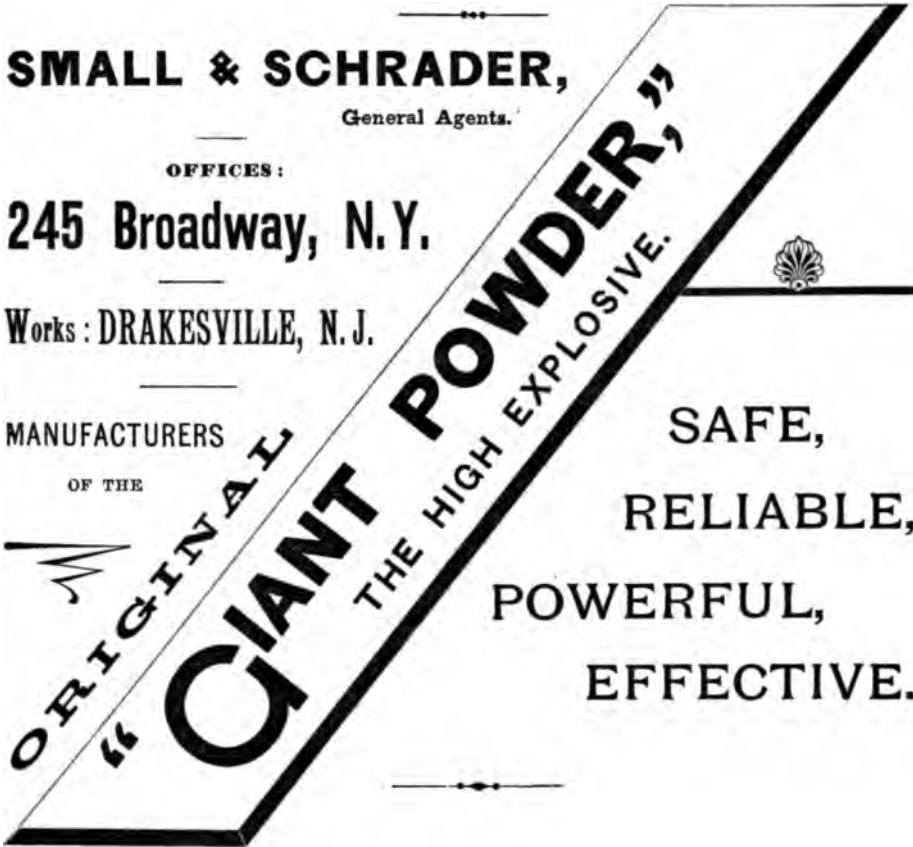 SMALL & SCHRADER,
General Agents.
OFFICES:
245 Broadway, N.Y.
Works: DRAKESVILLE, N.J.
MANUFACTURERS
OF THE
ORIGINAL
"GIANT POWDER,"
THE HIGH EXPLOSIVE.
SAFE,
RELIABLE,
POWERFUL,
EFFECTIVE.